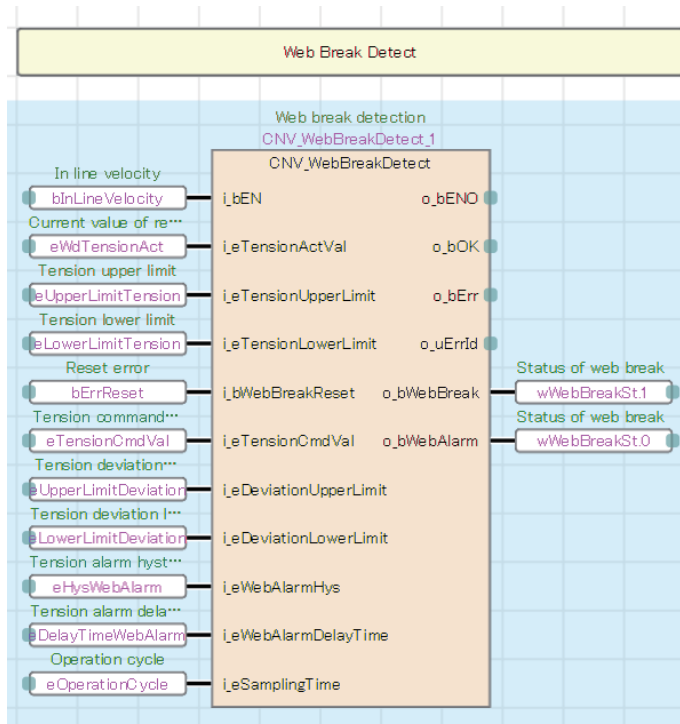 Web Break Detect
Web break detection
CNV_WebBreakDetect_1
CNV_WebBreakDetect
In line velocity
bInLineVelocity
i_bEN
o_bENO
Current value of re…
eWdTensionAct
i_eTensionActVal
o_bOK
Tension upper limit
eUpperLimitTension
i_eTensionUpperLimit
o_bErr
Tension lower limit
eLowerLimitTension
i_eTensionLowerLimit
o_uErrId
Reset error
bErrReset
i_bWebBreakReset
o_bWebBreak
Status of web break
wWebBreakSt.1
Tension command…
eTensionCmdVal
i_eTensionCmdVal
o_bWebAlarm
Status of web break
wWebBreakSt.0
Tension deviation…
eUpperLimitDeviation
i_eDeviationUpperLimit
Tension deviation l…
eLowerLimitDeviation
i_eDeviationLowerLimit
Tension alarm hyst…
eHysWebAlarm
i_eWebAlarmHys
Tension alarm dela…
eDelayTimeWebAlarm
i_eWebAlarmDelayTime
Operation cycle
eOperationCycle
i_eSamplingTime